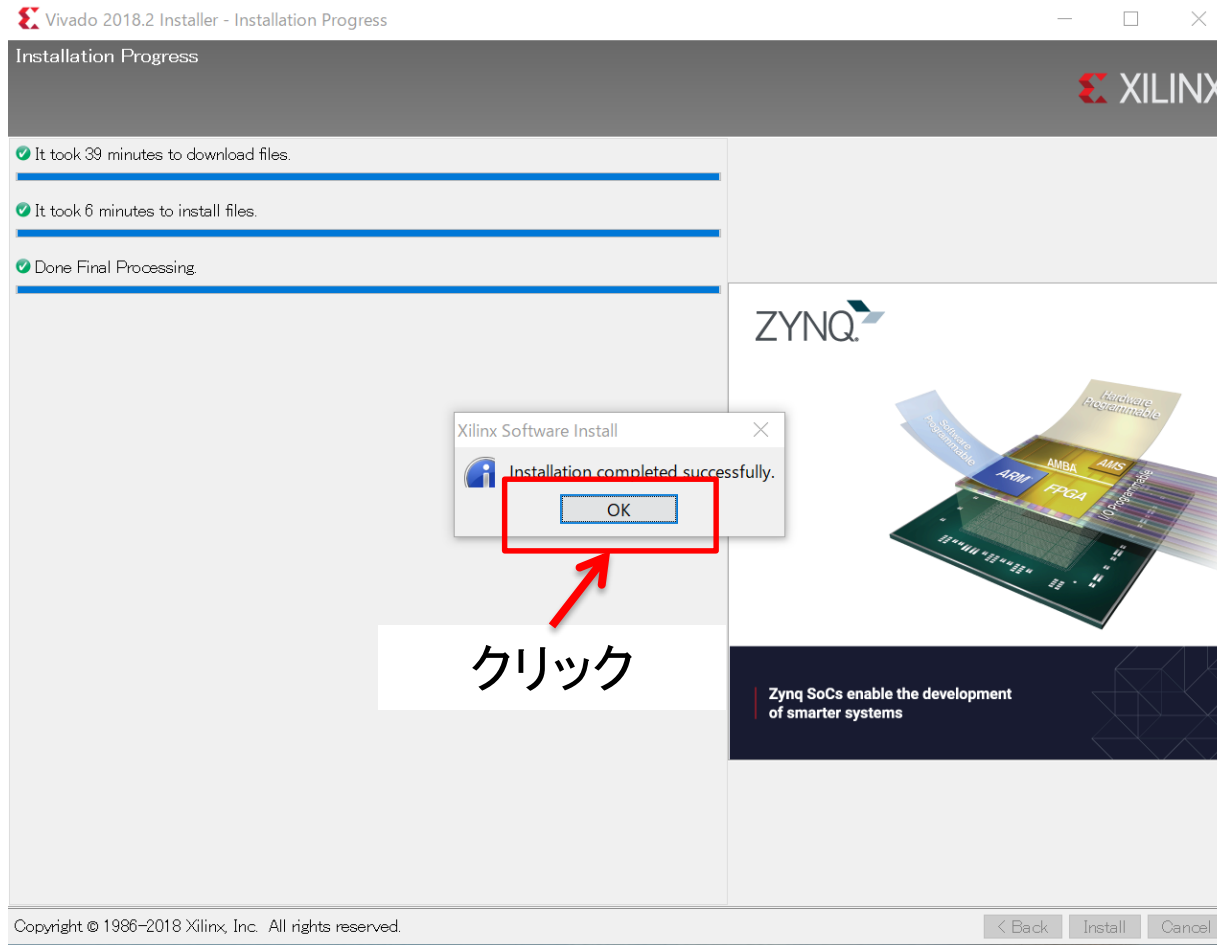 Vivado 2018.2 Installer - Installation Progress
Installation Progress
XILINX
It took 39 minutes to download files.
It took 6 minutes to install files.
Done Final Processing.
ZYNQ.
Hardware
Programmable
Software
Programmable
AMBA
AMS
ARM
FPGA
I/O Programmable
Xilinx Software Install
Installation completed successfully.
OK
クリック
Zynq SoCs enable the development
of smarter systems
Copyright © 1986-2018 Xilinx, Inc. All rights reserved.
< Back
Install
Cancel